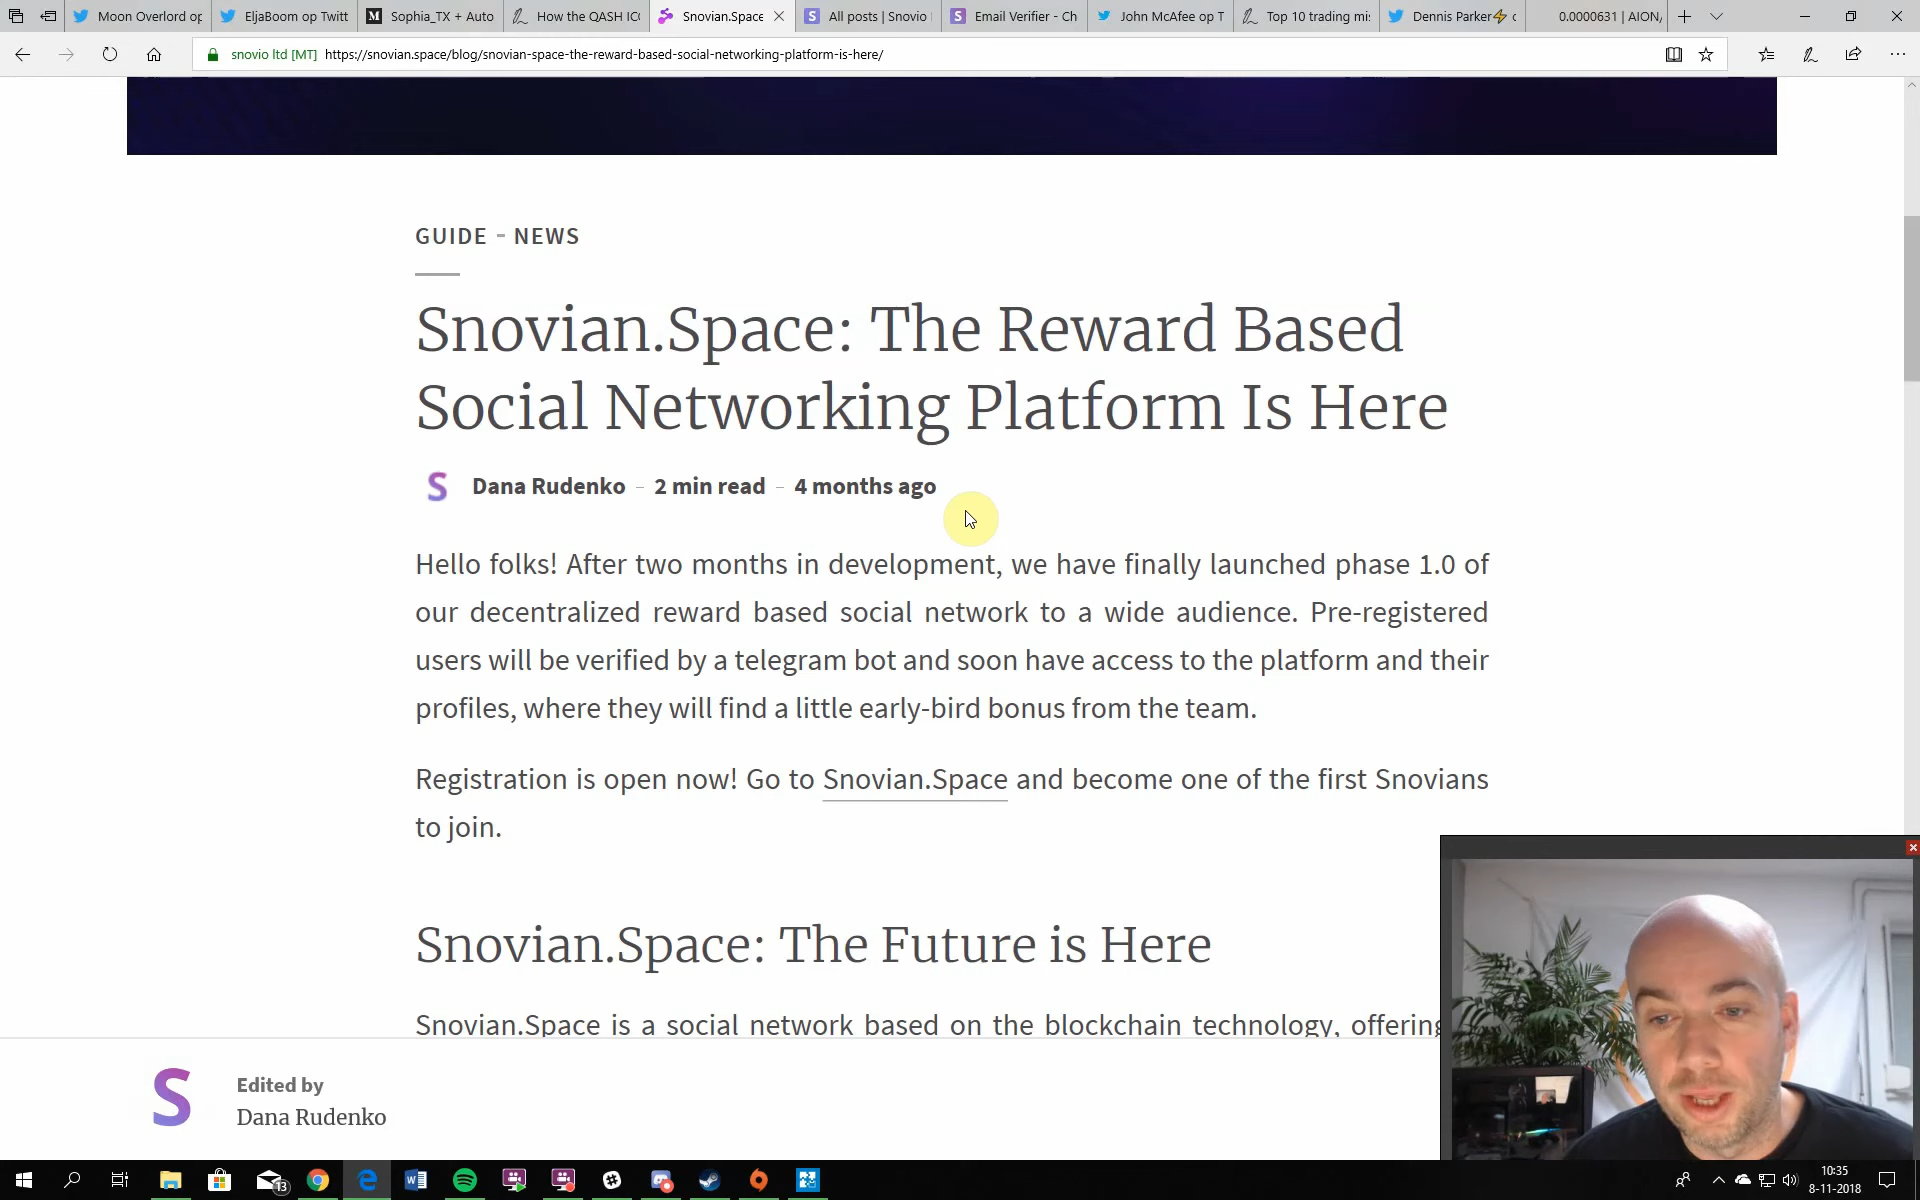 Moon Overlord op
EljaBoom op Twitt
Sophia_TX + Auto
How the QASH ICO
Snovian.Space
All posts | Snovio
Email Verifier - Ch
John McAfee op T
Top 10 trading mi
Dennis Parker⚡
0.0000631 | AION/
snovio ltd [MT] https://snovian.space/blog/snovian-space-the-reward-based-social-networking-platform-is-here/
GUIDE - NEWS
Snovian.Space: The Reward Based
Social Networking Platform Is Here
S Dana Rudenko – 2 min read – 4 months ago
Hello folks! After two months in development, we have finally launched phase 1.0 of
our decentralized reward based social network to a wide audience. Pre-registered
users will be verified by a telegram bot and soon have access to the platform and their
profiles, where they will find a little early-bird bonus from the team.
Registration is open now! Go to Snovian.Space and become one of the first Snovians
to join.
Snovian.Space: The Future is Here
Snovian.Space is a social network based on the blockchain technology, offering
S
Edited by
Dana Rudenko
13
10:35
8-11-2018